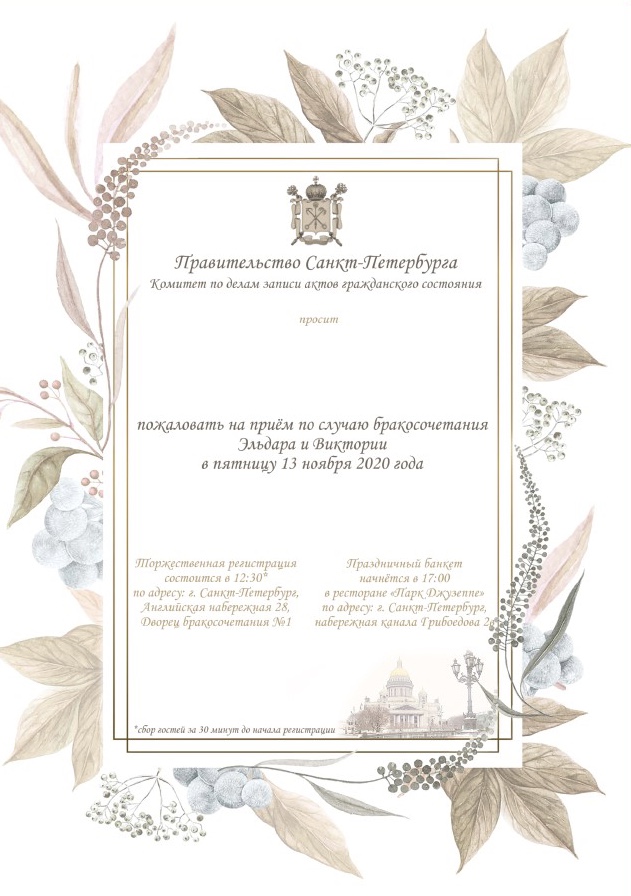 Правительство Санкт-Петербурга
Комитет по делам записи актов гражданского состояния
просит
пожаловать на приём по случаю бракосочетания
Эльдара и Виктории
в пятницу 13 ноября 2020 года
Торжественная регистрация
состоится в 12:30*
по адресу: г. Санкт-Петербург,
Английская набережная 28,
Дворец бракосочетания №1
Праздничный банкет
начнётся в 17:00
в ресторане «Парк Джузеппе»
по адресу: г. Санкт-Петербург,
набережная канала Грибоедова
*сбор гостей за 30 минут до начала регистрации